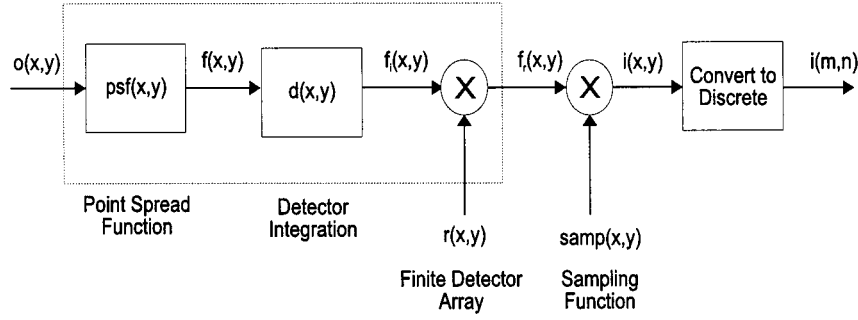 o(x,y)
psf(x,y)
f(x,y)
d(x,y)
fᵢ(x,y)
X
fᵣ(x,y)
X
i(x,y)
Convert to
Discrete
i(m,n)
Point Spread
Function
Detector
Integration
r(x,y)
Finite Detector
Array
samp(x,y)
Sampling
Function